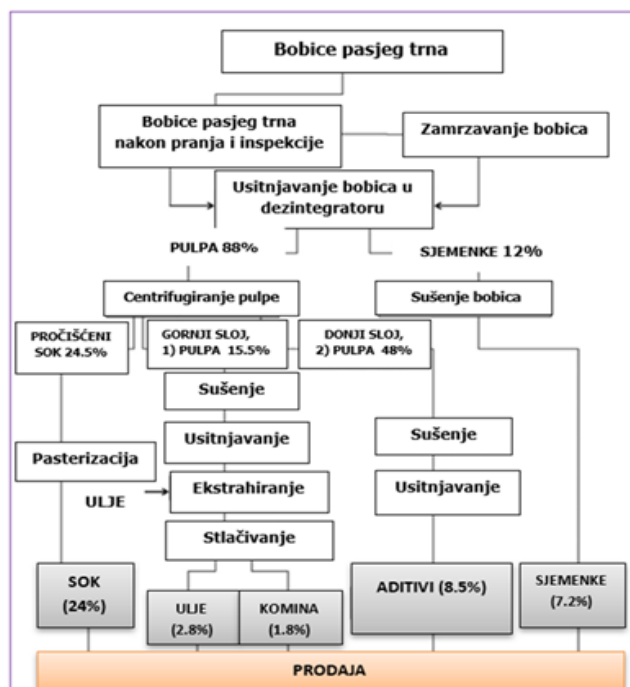 Bobice pasjeg trna
Bobice pasjeg trna
nakon pranja i inspekcije
Zamrzavanje bobica
Usitnjavanje bobica u
dezintegratoru
PULPA 88%
SJEMENKE 12%
Centrifugiranje pulpe
Sušenje bobica
PROČIŠĆENI
SOK 24.5%
GORNJI SLOJ,
1) PULPA 15.5%
DONJI SLOJ,
2) PULPA 48%
Sušenje
Usitnjavanje
Sušenje
Pasterizacija
ULJE
Ekstrahiranje
Usitnjavanje
Stlačivanje
SOK
(24%)
ULJE
(2.8%)
KOMINA
(1.8%)
ADITIVI (8.5%)
SJEMENKE
(7.2%)
PRODAJA